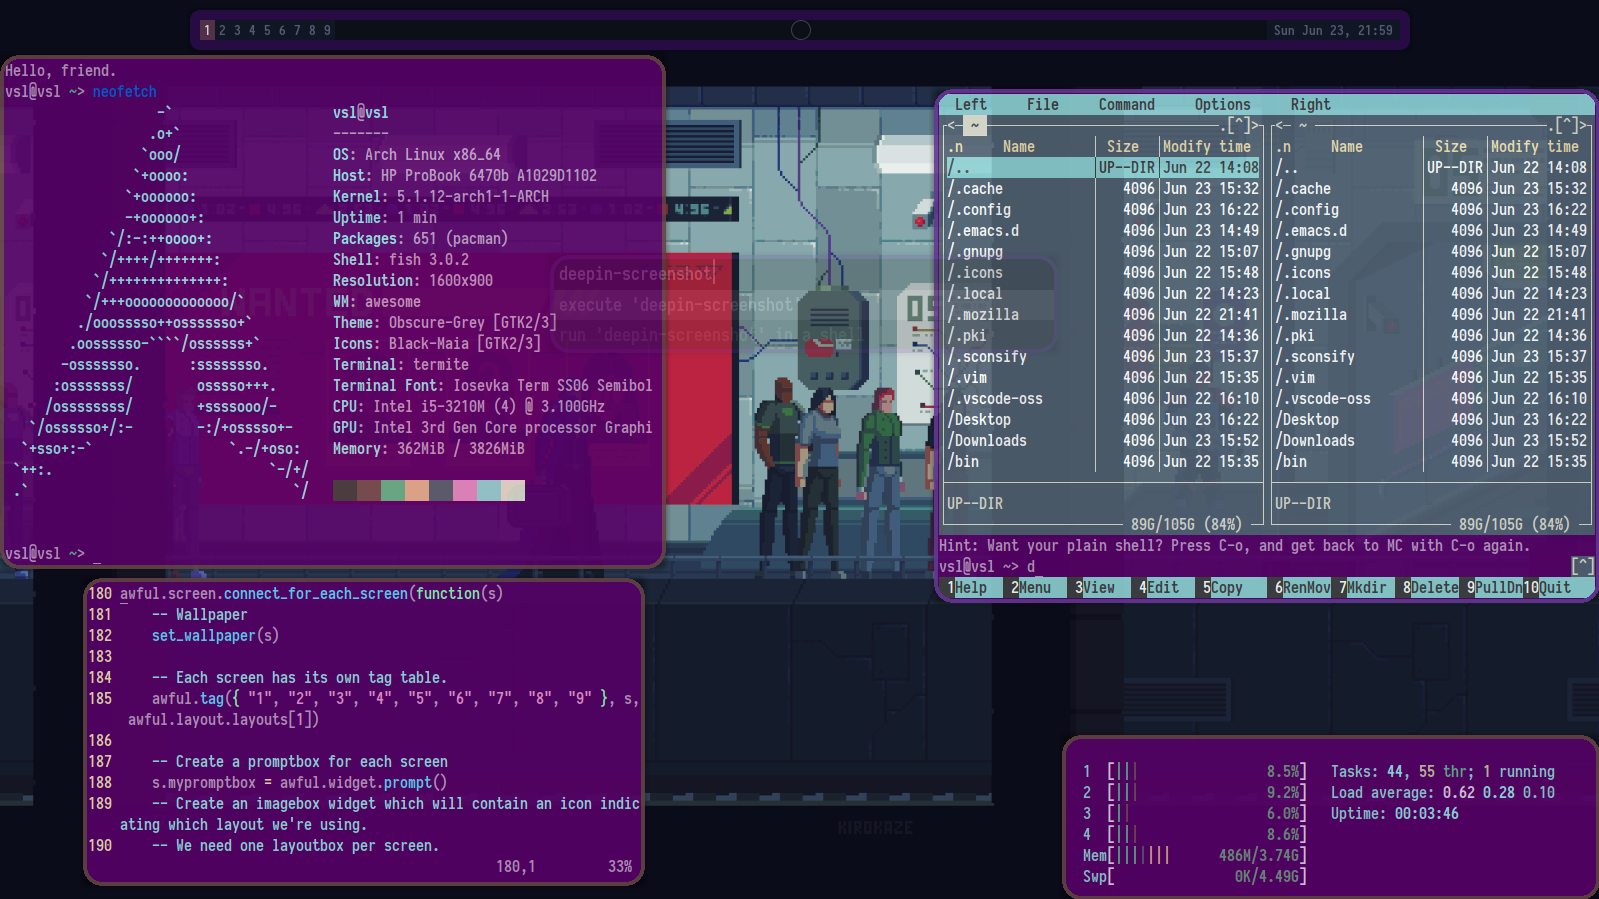 1 2 3 4 5 6 7 8 9
Sun Jun 23, 21:59
Hello, friend.
vsl@vsl ~> neofetch
-`
.o+`
`ooo/
`+oooo:
`+oooooo:
-+oooooo+:
`/:-:++oooo+:
`/++++/+++++++:
`/++++++++++++++:
`/+++ooooooooooooo/`
./ooosssso++osssssso+`
.oossssso-````/ossssss+`
-osssssso.      :ssssssso.
:osssssss/        osssso+++.
/ossssssss/        +ssssooo/-
`/ossssso+/:-        -:/+osssso+-
`+sso+:-`                 `.-/+oso:
`++:.                           `-/+/
.`                                 `/
vsl@vsl
-------
OS: Arch Linux x86_64
Host: HP ProBook 6470b A1029D1102
Kernel: 5.1.12-arch1-1-ARCH
Uptime: 1 min
Packages: 651 (pacman)
Shell: fish 3.0.2
Resolution: 1600x900
WM: awesome
Theme: Obscure-Grey [GTK2/3]
Icons: Black-Maia [GTK2/3]
Terminal: termite
Terminal Font: Iosevka Term SS06 Semibol
CPU: Intel i5-3210M (4) @ 3.100GHz
GPU: Intel 3rd Gen Core processor Graphi
Memory: 362MiB / 3826MiB
vsl@vsl ~> _
deepin-screenshot
execute 'deepin-screenshot'
run 'deepin-screenshot' in a shell
WANTED
4:36
Left File Command Options Right
<— ~ .[^]> <— ~ .[^]>
.n Name Size Modify time .n Name Size Modify time
/.. UP--DIR Jun 22 14:08 /.. UP--DIR Jun 22 14:08
/.cache 4096 Jun 23 15:32 /.cache 4096 Jun 23 15:32
/.config 4096 Jun 23 16:22 /.config 4096 Jun 23 16:22
/.emacs.d 4096 Jun 23 14:49 /.emacs.d 4096 Jun 23 14:49
/.gnupg 4096 Jun 22 15:07 /.gnupg 4096 Jun 22 15:07
/.icons 4096 Jun 22 15:48 /.icons 4096 Jun 22 15:48
/.local 4096 Jun 22 14:23 /.local 4096 Jun 22 14:23
/.mozilla 4096 Jun 22 21:41 /.mozilla 4096 Jun 22 21:41
/.pki 4096 Jun 22 14:36 /.pki 4096 Jun 22 14:36
/.sconsify 4096 Jun 23 15:37 /.sconsify 4096 Jun 23 15:37
/.vim 4096 Jun 22 15:35 /.vim 4096 Jun 22 15:35
/.vscode-oss 4096 Jun 22 16:10 /.vscode-oss 4096 Jun 22 16:10
/Desktop 4096 Jun 23 16:22 /Desktop 4096 Jun 23 16:22
/Downloads 4096 Jun 23 15:52 /Downloads 4096 Jun 23 15:52
/bin 4096 Jun 22 15:35 /bin 4096 Jun 22 15:35
UP--DIR UP--DIR
89G/105G (84%) 89G/105G (84%)
Hint: Want your plain shell? Press C-o, and get back to MC with C-o again.
vsl@vsl ~> d [^]
1Help 2Menu 3View 4Edit 5Copy 6RenMov 7Mkdir 8Delete 9PullDn 10Quit
180 awful.screen.connect_for_each_screen(function(s)
181     -- Wallpaper
182     set_wallpaper(s)
183
184     -- Each screen has its own tag table.
185     awful.tag({ "1", "2", "3", "4", "5", "6", "7", "8", "9" }, s,
awful.layout.layouts[1])
186
187     -- Create a promptbox for each screen
188     s.mypromptbox = awful.widget.prompt()
189     -- Create an imagebox widget which will contain an icon indic
ating which layout we're using.
190     -- We need one layoutbox per screen.
180,1 33%
KIROKAZE
1 [||| 8.5%] Tasks: 44, 55 thr; 1 running
2 [||| 9.2%] Load average: 0.62 0.28 0.10
3 [|| 6.0%] Uptime: 00:03:46
4 [||| 8.6%]
Mem[||||||| 486M/3.74G]
Swp[ 0K/4.49G]